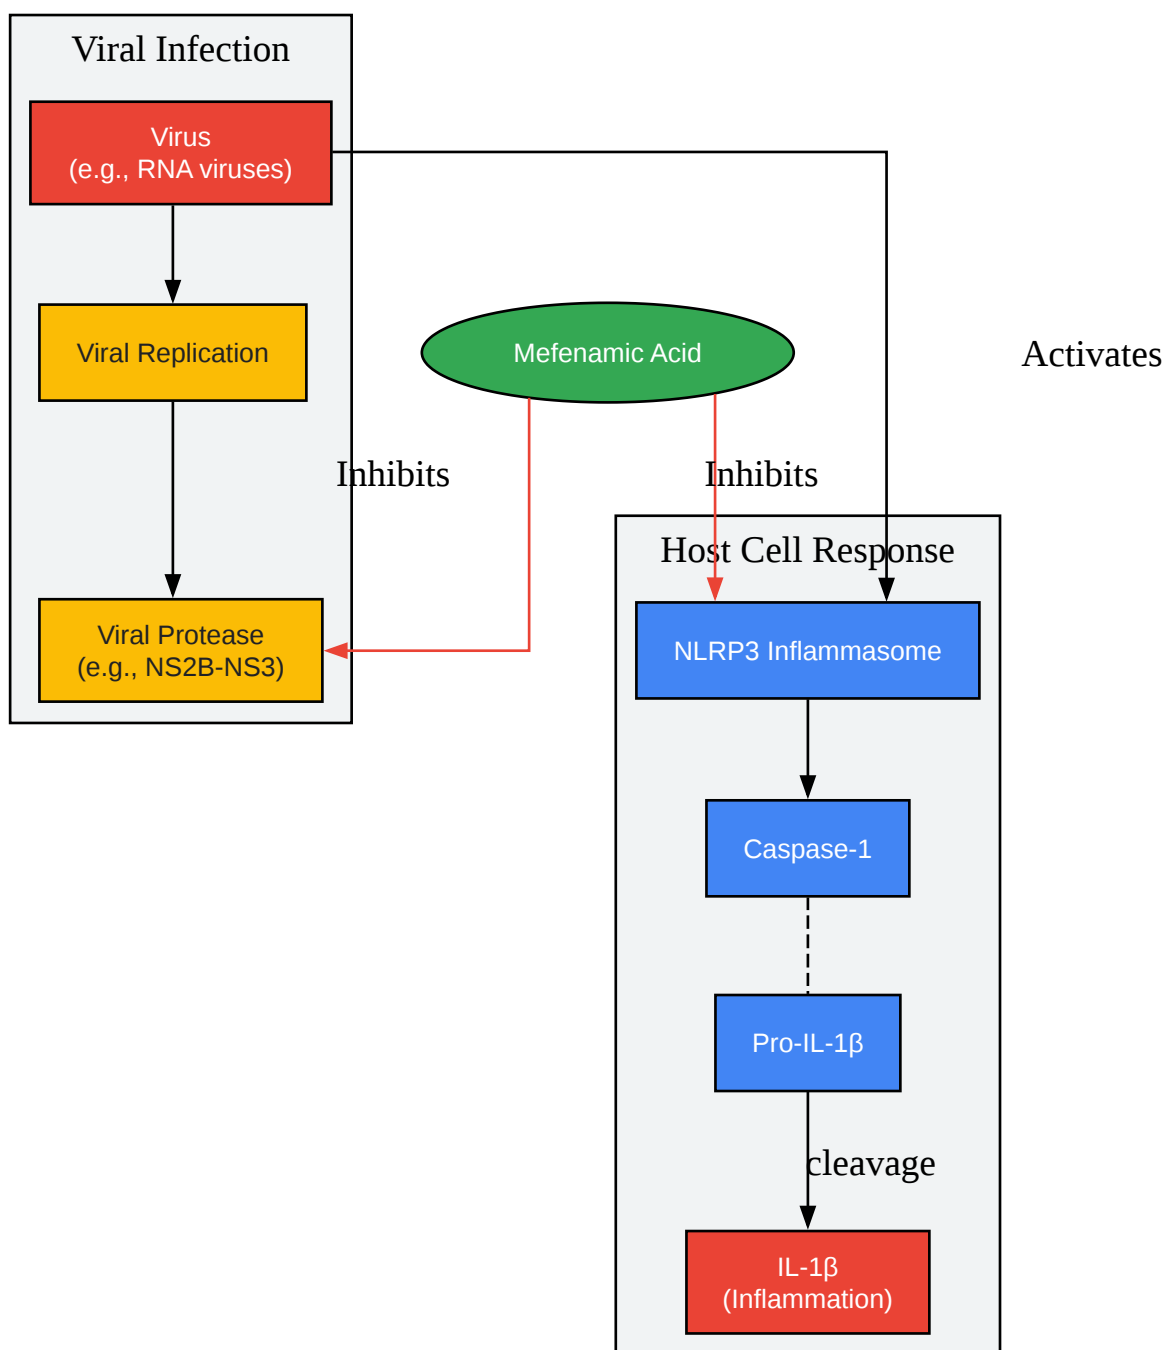 Viral Infection
Virus
(e.g., RNA viruses)
Viral Replication
Mefenamic Acid
Activates
Inhibits
Inhibits
Host Cell Response
Viral Protease
(e.g., NS2B-NS3)
NLRP3 Inflammasome
Caspase-1
Pro-IL-1β
cleavage
IL-1β
(Inflammation)